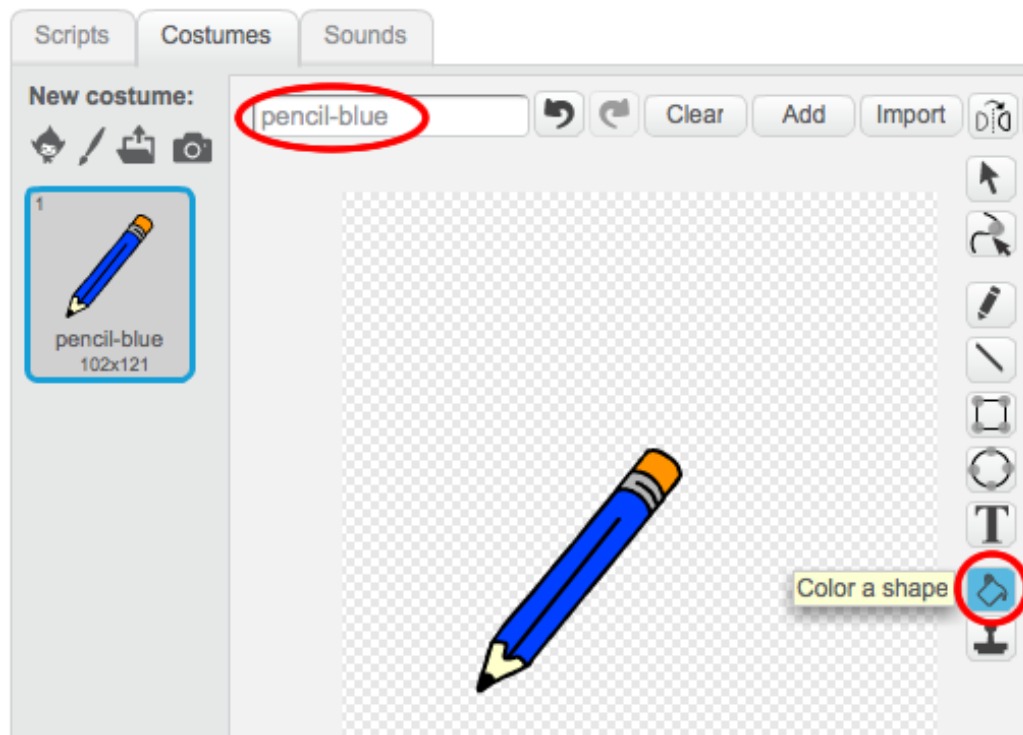 Scripts Costumes Sounds
New costume:
pencil-blue Clear Add Import
1
pencil-blue
102x121
T
Color a shape